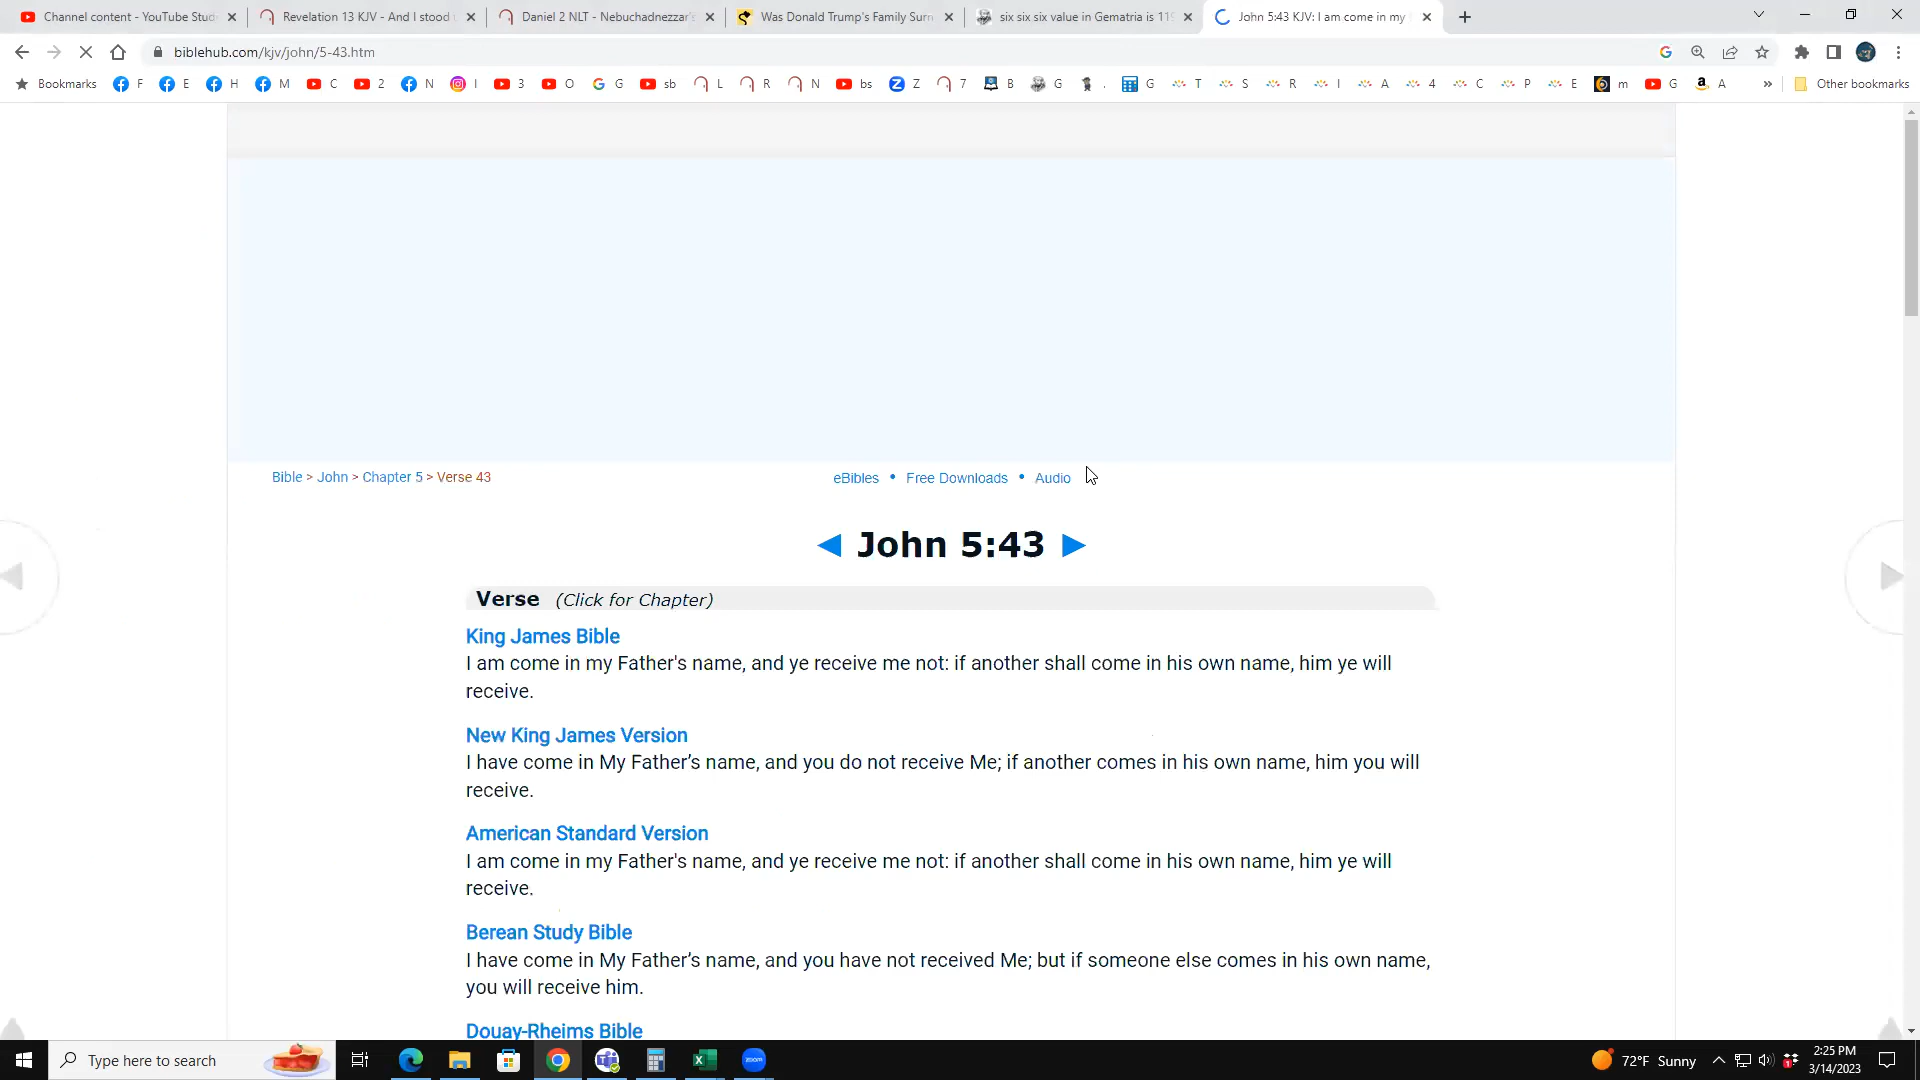 Channel content - YouTube Stud
Revelation 13 KJV - And I stood
Daniel 2 NLT - Nebuchadnezzar's
Was Donald Trump's Family Surn
six six six value in Gematria is 119
John 5:43 KJV: I am come in my
biblehub.com/kjv/john/5-43.htm
Bookmarks F E H M C 2 N I 3 O G sb L R N bs Z 7 B G . G T S R I A 4 C P E m G A » Other bookmarks
Bible > John > Chapter 5 > Verse 43
eBibles • Free Downloads • Audio
◄ John 5:43 ►
Verse (Click for Chapter)
King James Bible
I am come in my Father's name, and ye receive me not: if another shall come in his own name, him ye will
receive.
New King James Version
I have come in My Father’s name, and you do not receive Me; if another comes in his own name, him you will
receive.
American Standard Version
I am come in my Father's name, and ye receive me not: if another shall come in his own name, him ye will
receive.
Berean Study Bible
I have come in My Father’s name, and you have not received Me; but if someone else comes in his own name,
you will receive him.
Douay-Rheims Bible
Type here to search
72°F Sunny
2:25 PM
3/14/2023